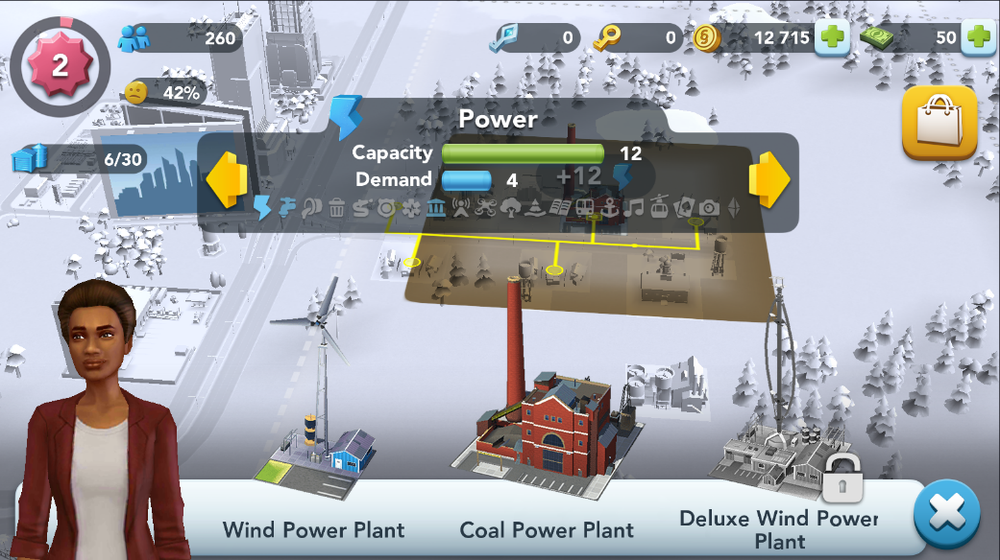 2
260
0
0
12 715
50
42%
6/30
Power
Capacity 12
Demand 4
+12
Wind Power Plant
Coal Power Plant
Deluxe Wind Power
Plant